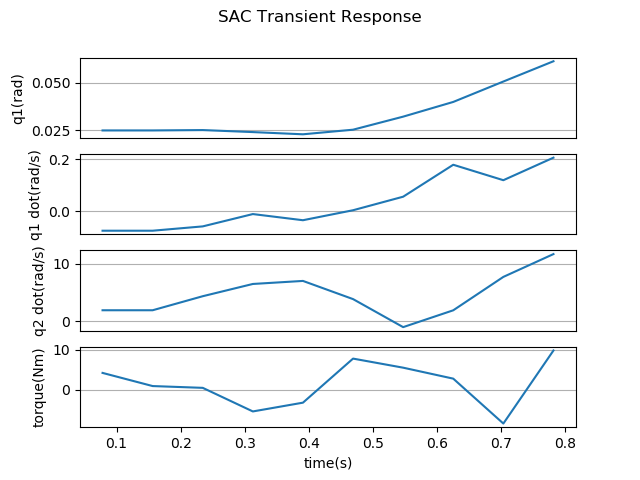 SAC Transient Response
q1(rad)
0.050
0.025
q1 dot(rad/s)
0.2
0.0
q2 dot(rad/s)
10
0
torque(Nm)
10
0
0.1 0.2 0.3 0.4 0.5 0.6 0.7 0.8
time(s)